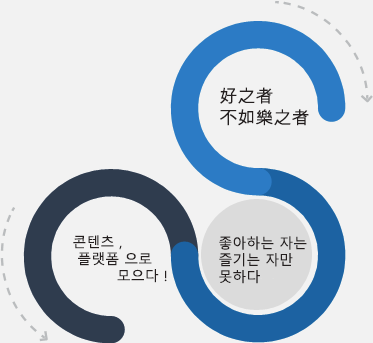 好之者
不如樂之者
콘텐츠 ,
플랫폼 으로
모으다 !
좋아하는 자는
즐기는 자만
못하다